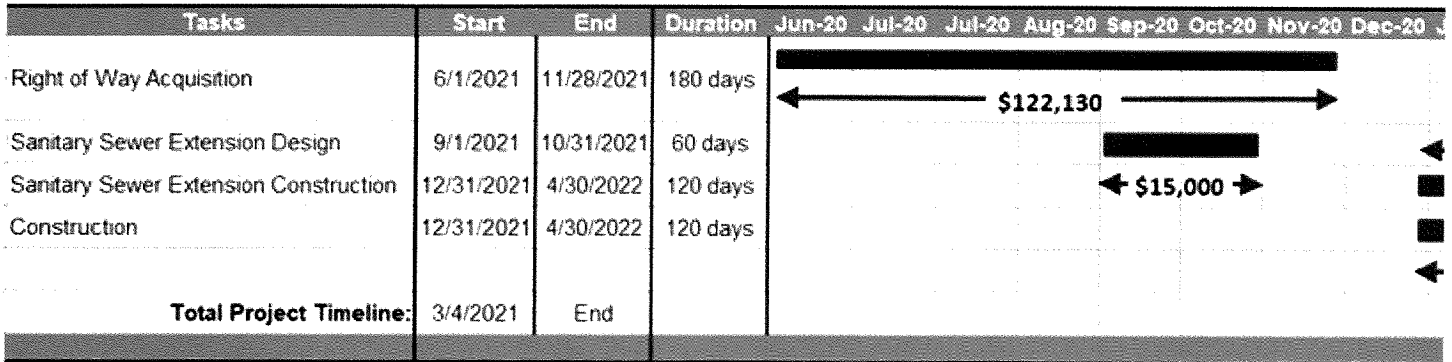 Tasks Start End Duration Jun-20 Jul-20 Jul-20 Aug-20 Sep-20 Oct-20 Nov-20 Dec-20
Right of Way Acquisition 6/1/2021 11/28/2021 180 days
$122,130
Sanitary Sewer Extension Design 9/1/2021 10/31/2021 60 days
Sanitary Sewer Extension Construction 12/31/2021 4/30/2022 120 days $15,000
Construction 12/31/2021 4/30/2022 120 days
Total Project Timeline: 3/4/2021 End